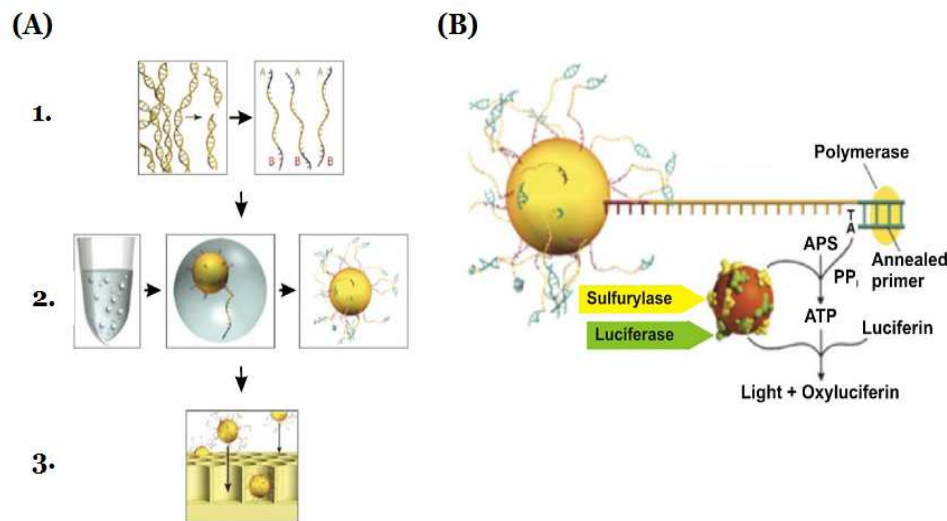 (A)
1.
A A A
B B B
2.
3.
(B)
Polymerase
T
A
Annealed
primer
APS
PPi
Sulfurylase
Luciferase
ATP
Luciferin
Light + Oxyluciferin